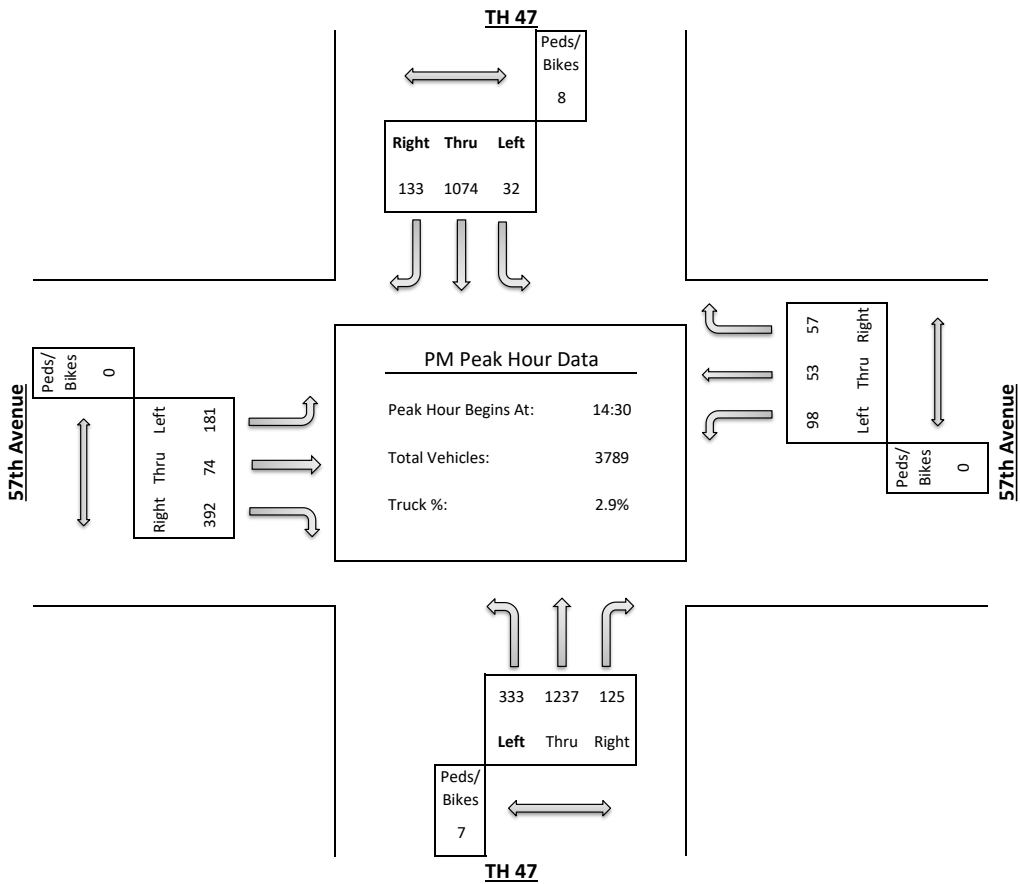 TH 47
Peds/
Bikes
8
Right Thru Left
133 1074 32
57th Avenue
Peds/
Bikes
0
Left 181
Thru 74
Right 392
PM Peak Hour Data
Peak Hour Begins At: 14:30
Total Vehicles: 3789
Truck %: 2.9%
57 Right
53 Thru
98 Left
Peds/
Bikes
0
57th Avenue
333 1237 125
Left Thru Right
Peds/
Bikes
7
TH 47